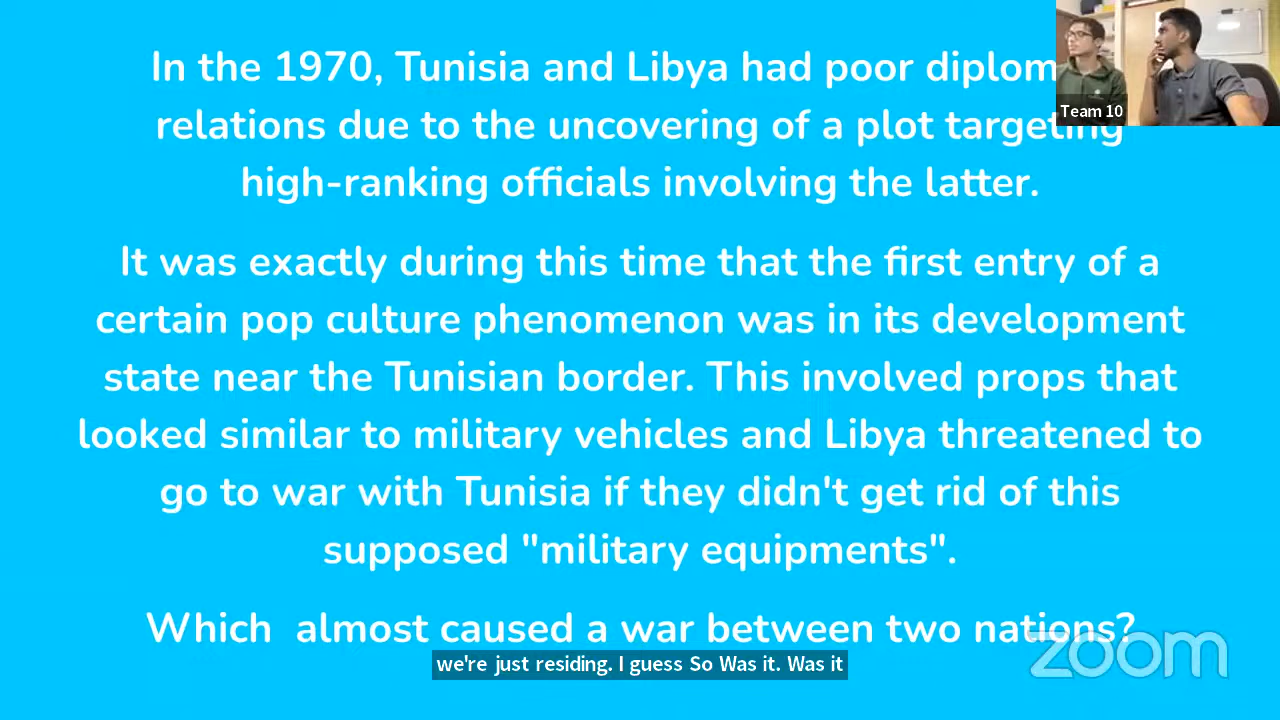 In the 1970, Tunisia and Libya had poor diplom
relations due to the uncovering of a plot targeting
high-ranking officials involving the latter.
It was exactly during this time that the first entry of a
certain pop culture phenomenon was in its development
state near the Tunisian border. This involved props that
looked similar to military vehicles and Libya threatened to
go to war with Tunisia if they didn't get rid of this
supposed "military equipments".
Which almost caused a war between two nations?
Team 10
we're just residing. I guess So Was it. Was it
zoom